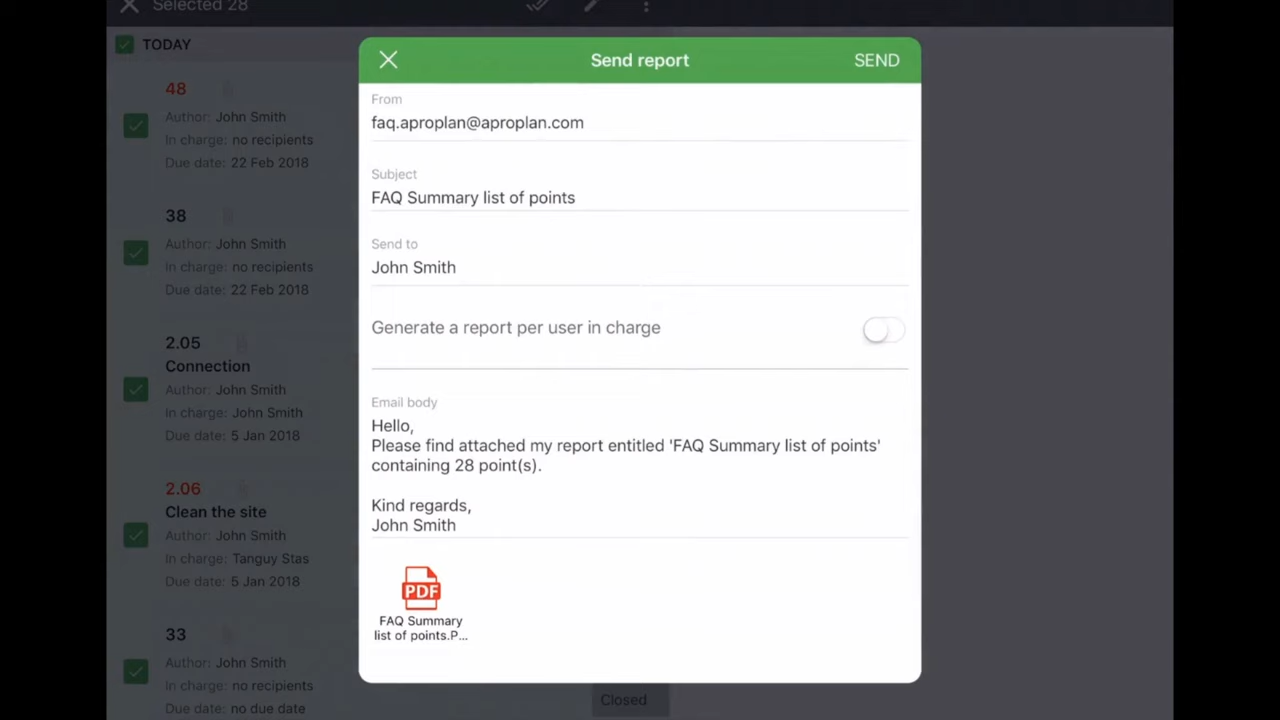 Selected 28
TODAY
48
Author: John Smith
In charge: no recipients
Due date: 22 Feb 2018
38
Author: John Smith
In charge: no recipients
Due date: 22 Feb 2018
2.05
Connection
Author: John Smith
In charge: John Smith
Due date: 5 Jan 2018
2.06
Clean the site
Author: John Smith
In charge: Tanguy Stas
Due date: 5 Jan 2018
33
Author: John Smith
In charge: no recipients
Due date: no due date
Send report
SEND
From
faq.aproplan@aproplan.com
Subject
FAQ Summary list of points
Send to
John Smith
Generate a report per user in charge
Email body
Hello,
Please find attached my report entitled 'FAQ Summary list of points'
containing 28 point(s).
Kind regards,
John Smith
PDF
FAQ Summary
list of points.P...
Closed